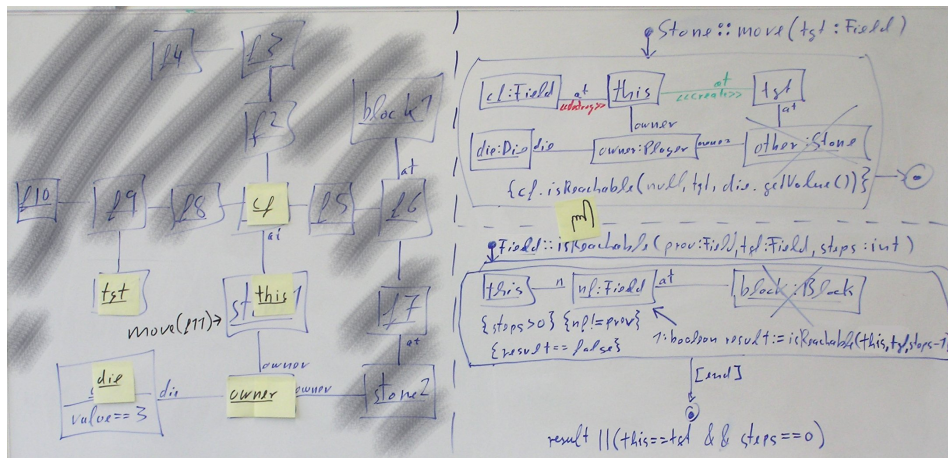 f4
f3
block1
f2
at
f10
f9
f8
cf
f5
f6
at
tgt
this
f7
move(f11)→
at
owner
die
value==3
die
owner
owner
stone2
Stone::move(tgt:Field)
cf:Field
at
<<destroy>>
this
at
<<create>>
tgt
owner
at
die:Die
die
owner:Player
owner
other:Stone
{cf.isReachable(null,tgt,die.getValue())}
nf
Field::isReachable(prev:Field,tgt:Field,steps:int)
this
n
nf:Field
at
block:Block
{steps>0} {nf!=prev}
1:boolean result:=isReachable(this,tgt,steps-1
{result==false}
[end]
result ||(this==tgt && steps==0)